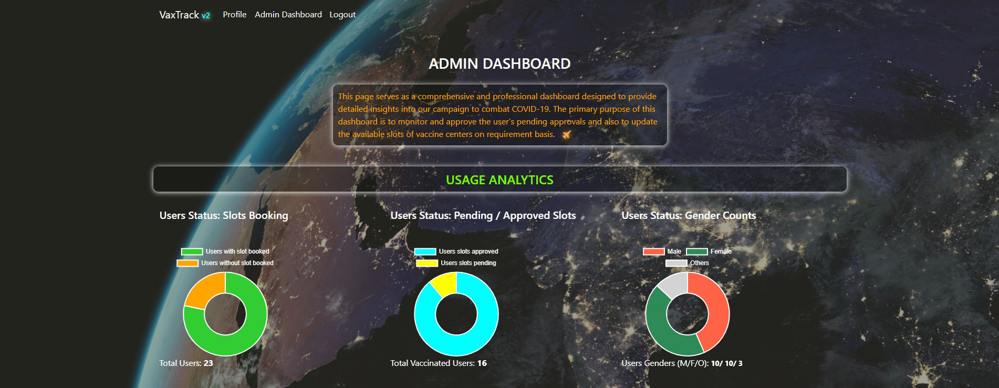 VaxTrack v2 Profile Admin Dashboard Logout
ADMIN DASHBOARD
This page serves as a comprehensive and professional dashboard designed to provide
detailed insights into our campaign to combat COVID-19. The primary purpose of this
dashboard is to monitor and approve the user's pending approvals and also to update
the available slots of vaccine centers on requirement basis.
USAGE ANALYTICS
Users Status: Slots Booking
Users with slot booked
Users without slot booked
Total Users: 23
Users Status: Pending / Approved Slots
Users slots approved
Users slots pending
Total Vaccinated Users: 16
Users Status: Gender Counts
Male Female
Others
Users Genders (M/F/O): 10/ 10/ 3